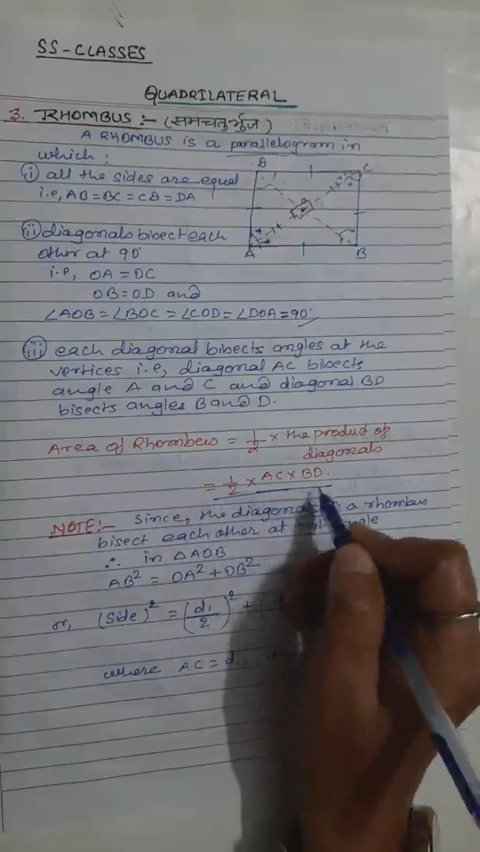 SS-CLASSES
QUADRILATERAL
3. RHOMBUS :- (समचतुर्भुज)
A RHOMBUS is a parallelogram in
which :
(i) all the sides are equal
i.e, AB = BC = CD = DA
D C
A B
(ii) diagonals bisect each
other at 90°
i.e, OA = OC
OB = OD and
∠AOB = ∠BOC = ∠COD = ∠DOA = 90°
(iii) each diagonal bisects angles at the
vertices i.e, diagonal AC bisects
angle A and C and diagonal BD
bisects angles B and D.
Area of Rhombus = 1/2 × the product of
diagonals
= 1/2 × AC × BD.
NOTE :- Since, the diagonals a rhombus
bisect each other at angle
∴ in △AOB
AB² = OA² + OB²
or, (Side)² = (d₁/2)² +
where AC = d₁